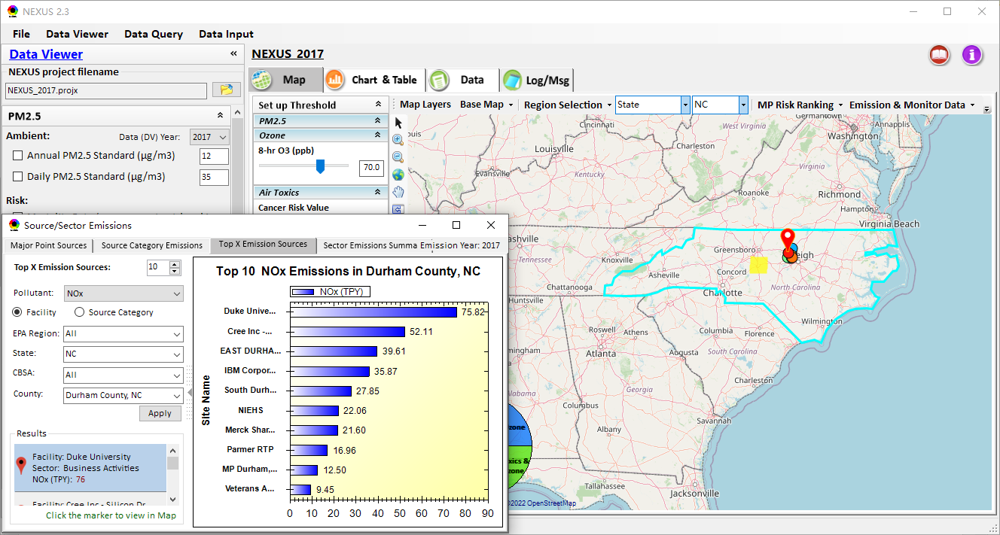 NEXUS 2.3
File Data Viewer Data Query Data Input
Data Viewer «
NEXUS project filename
NEXUS_2017.projx
PM2.5
Ambient: Data (DV) Year: 2017
Annual PM2.5 Standard (µg/m3) 12
Daily PM2.5 Standard (µg/m3) 35
Risk:
NEXUS_2017
Map Chart & Table Data Log/Msg
Set up Threshold
PM2.5
Ozone
8-hr O3 (ppb)
70.0
Air Toxics
Cancer Risk Value
Map Layers Base Map Region Selection State NC MP Risk Ranking Emission & Monitor Data
Cincinnati
West Virginia
Germantown
Annapolis
Washington
Louisville
Charleston
Evansville
Kentucky
Virginia
Roanoke
Richmond
Hampton
Virginia Beach
Knoxville
Tennessee
Greensboro
Asheville
Concord
Chattanooga
Charlotte
North Carolina
Huntsville
Wilmington
Roswell
Athens
Columbia
Florence
Atlanta
Augusta
South Carolina
Georgia
Charleston
Columbus
Savannah
Albany
Tallahassee
Jacksonville
©2022 OpenStreetMap
Source/Sector Emissions
Major Point Sources Source Category Emissions Top X Emission Sources Sector Emissions Summa Emission Year: 2017
Top X Emission Sources: 10
Pollutant: NOx
Facility Source Category
EPA Region: All
State: NC
CBSA: All
County: Durham County, NC
Apply
Results
Facility: Duke University
Sector: Business Activities
NOx (TPY): 76
Facility: Cree Inc - Silicon Dr
Click the marker to view in Map
Top 10 NOx Emissions in Durham County, NC
NOx (TPY)
Site Name
Duke Unive... 75.82
Cree Inc -... 52.11
EAST DURHA... 39.61
IBM Corpor... 35.87
South Durh... 27.85
NIEHS 22.06
Merck Shar... 21.60
Parmer RTP 16.96
MP Durham,... 12.50
Veterans A... 9.45
0 10 20 30 40 50 60 70 80 90